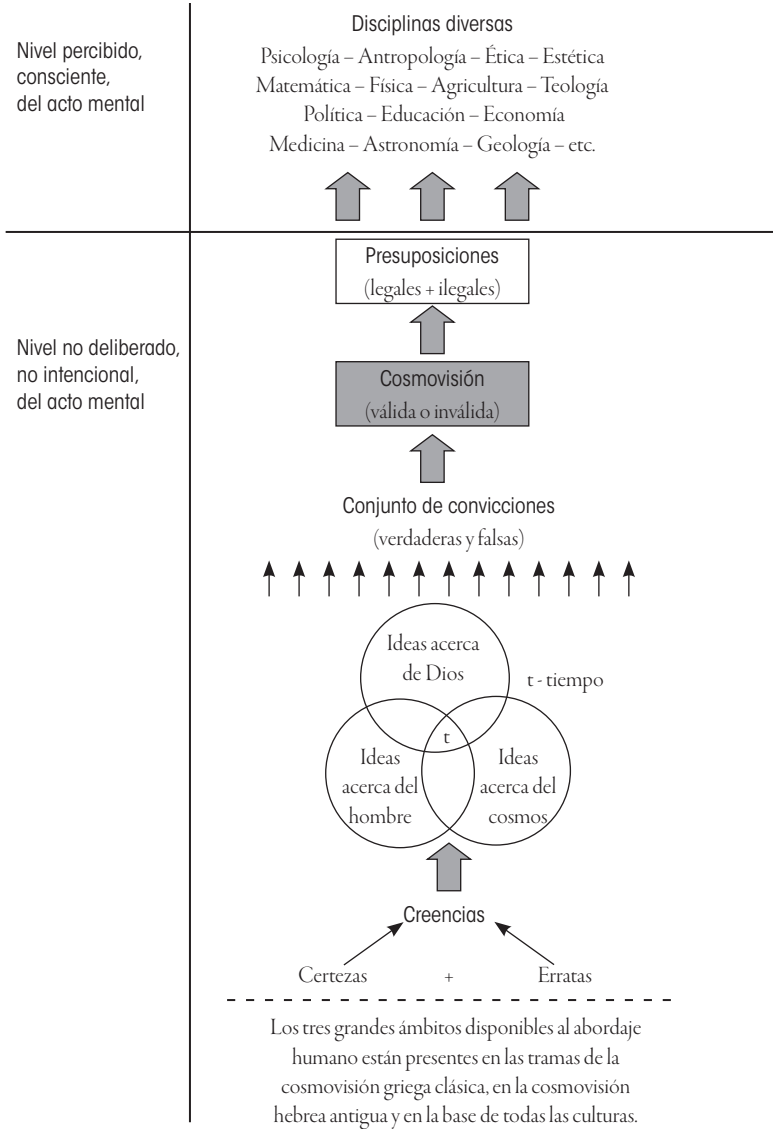 Nivel percibido,
consciente,
del acto mental
Disciplinas diversas
Psicología – Antropología – Ética – Estética
Matemática – Física – Agricultura – Teología
Política – Educación – Economía
Medicina – Astronomía – Geología – etc.
Nivel no deliberado,
no intencional,
del acto mental
Presuposiciones
(legales + ilegales)
Cosmovisión
(válida o inválida)
Conjunto de convicciones
(verdaderas y falsas)
Ideas acerca
de Dios
t - tiempo
t
Ideas
acerca del
hombre
Ideas
acerca del
cosmos
Creencias
Certezas + Erratas
Los tres grandes ámbitos disponibles al abordaje
humano están presentes en las tramas de la
cosmovisión griega clásica, en la cosmovisión
hebrea antigua y en la base de todas las culturas.